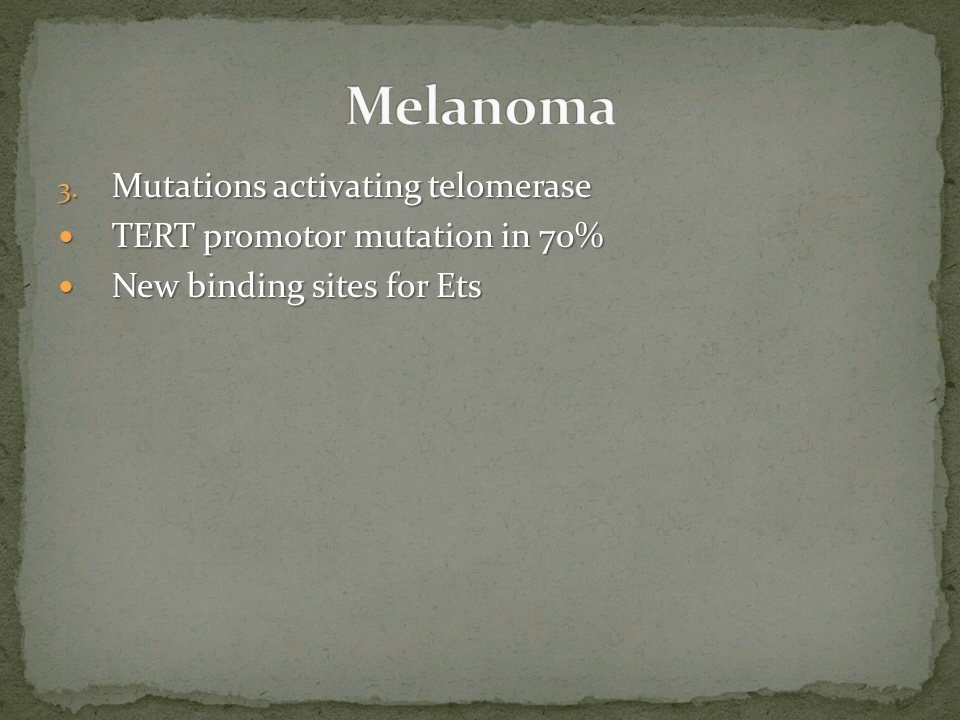 Melanoma
3. Mutations activating telomerase
• TERT promotor mutation in 70%
• New binding sites for Ets